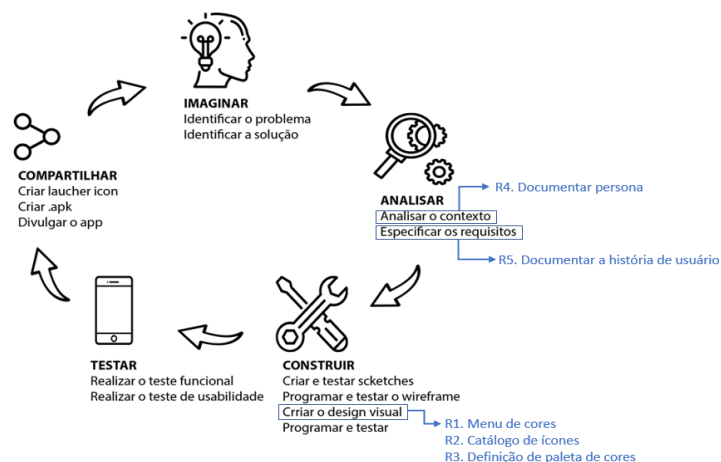 IMAGINAR
Identificar o problema
Identificar a solução
COMPARTILHAR
Criar laucher icon
Criar .apk
Divulgar o app
ANALISAR
Analisar o contexto
Especificar os requisitos
R4. Documentar persona
R5. Documentar a história de usuário
TESTAR
Realizar o teste funcional
Realizar o teste de usabilidade
CONSTRUIR
Criar e testar scketches
Programar e testar o wireframe
Crriar o design visual
Programar e testar
R1. Menu de cores
R2. Catálogo de ícones
R3. Definição de paleta de cores